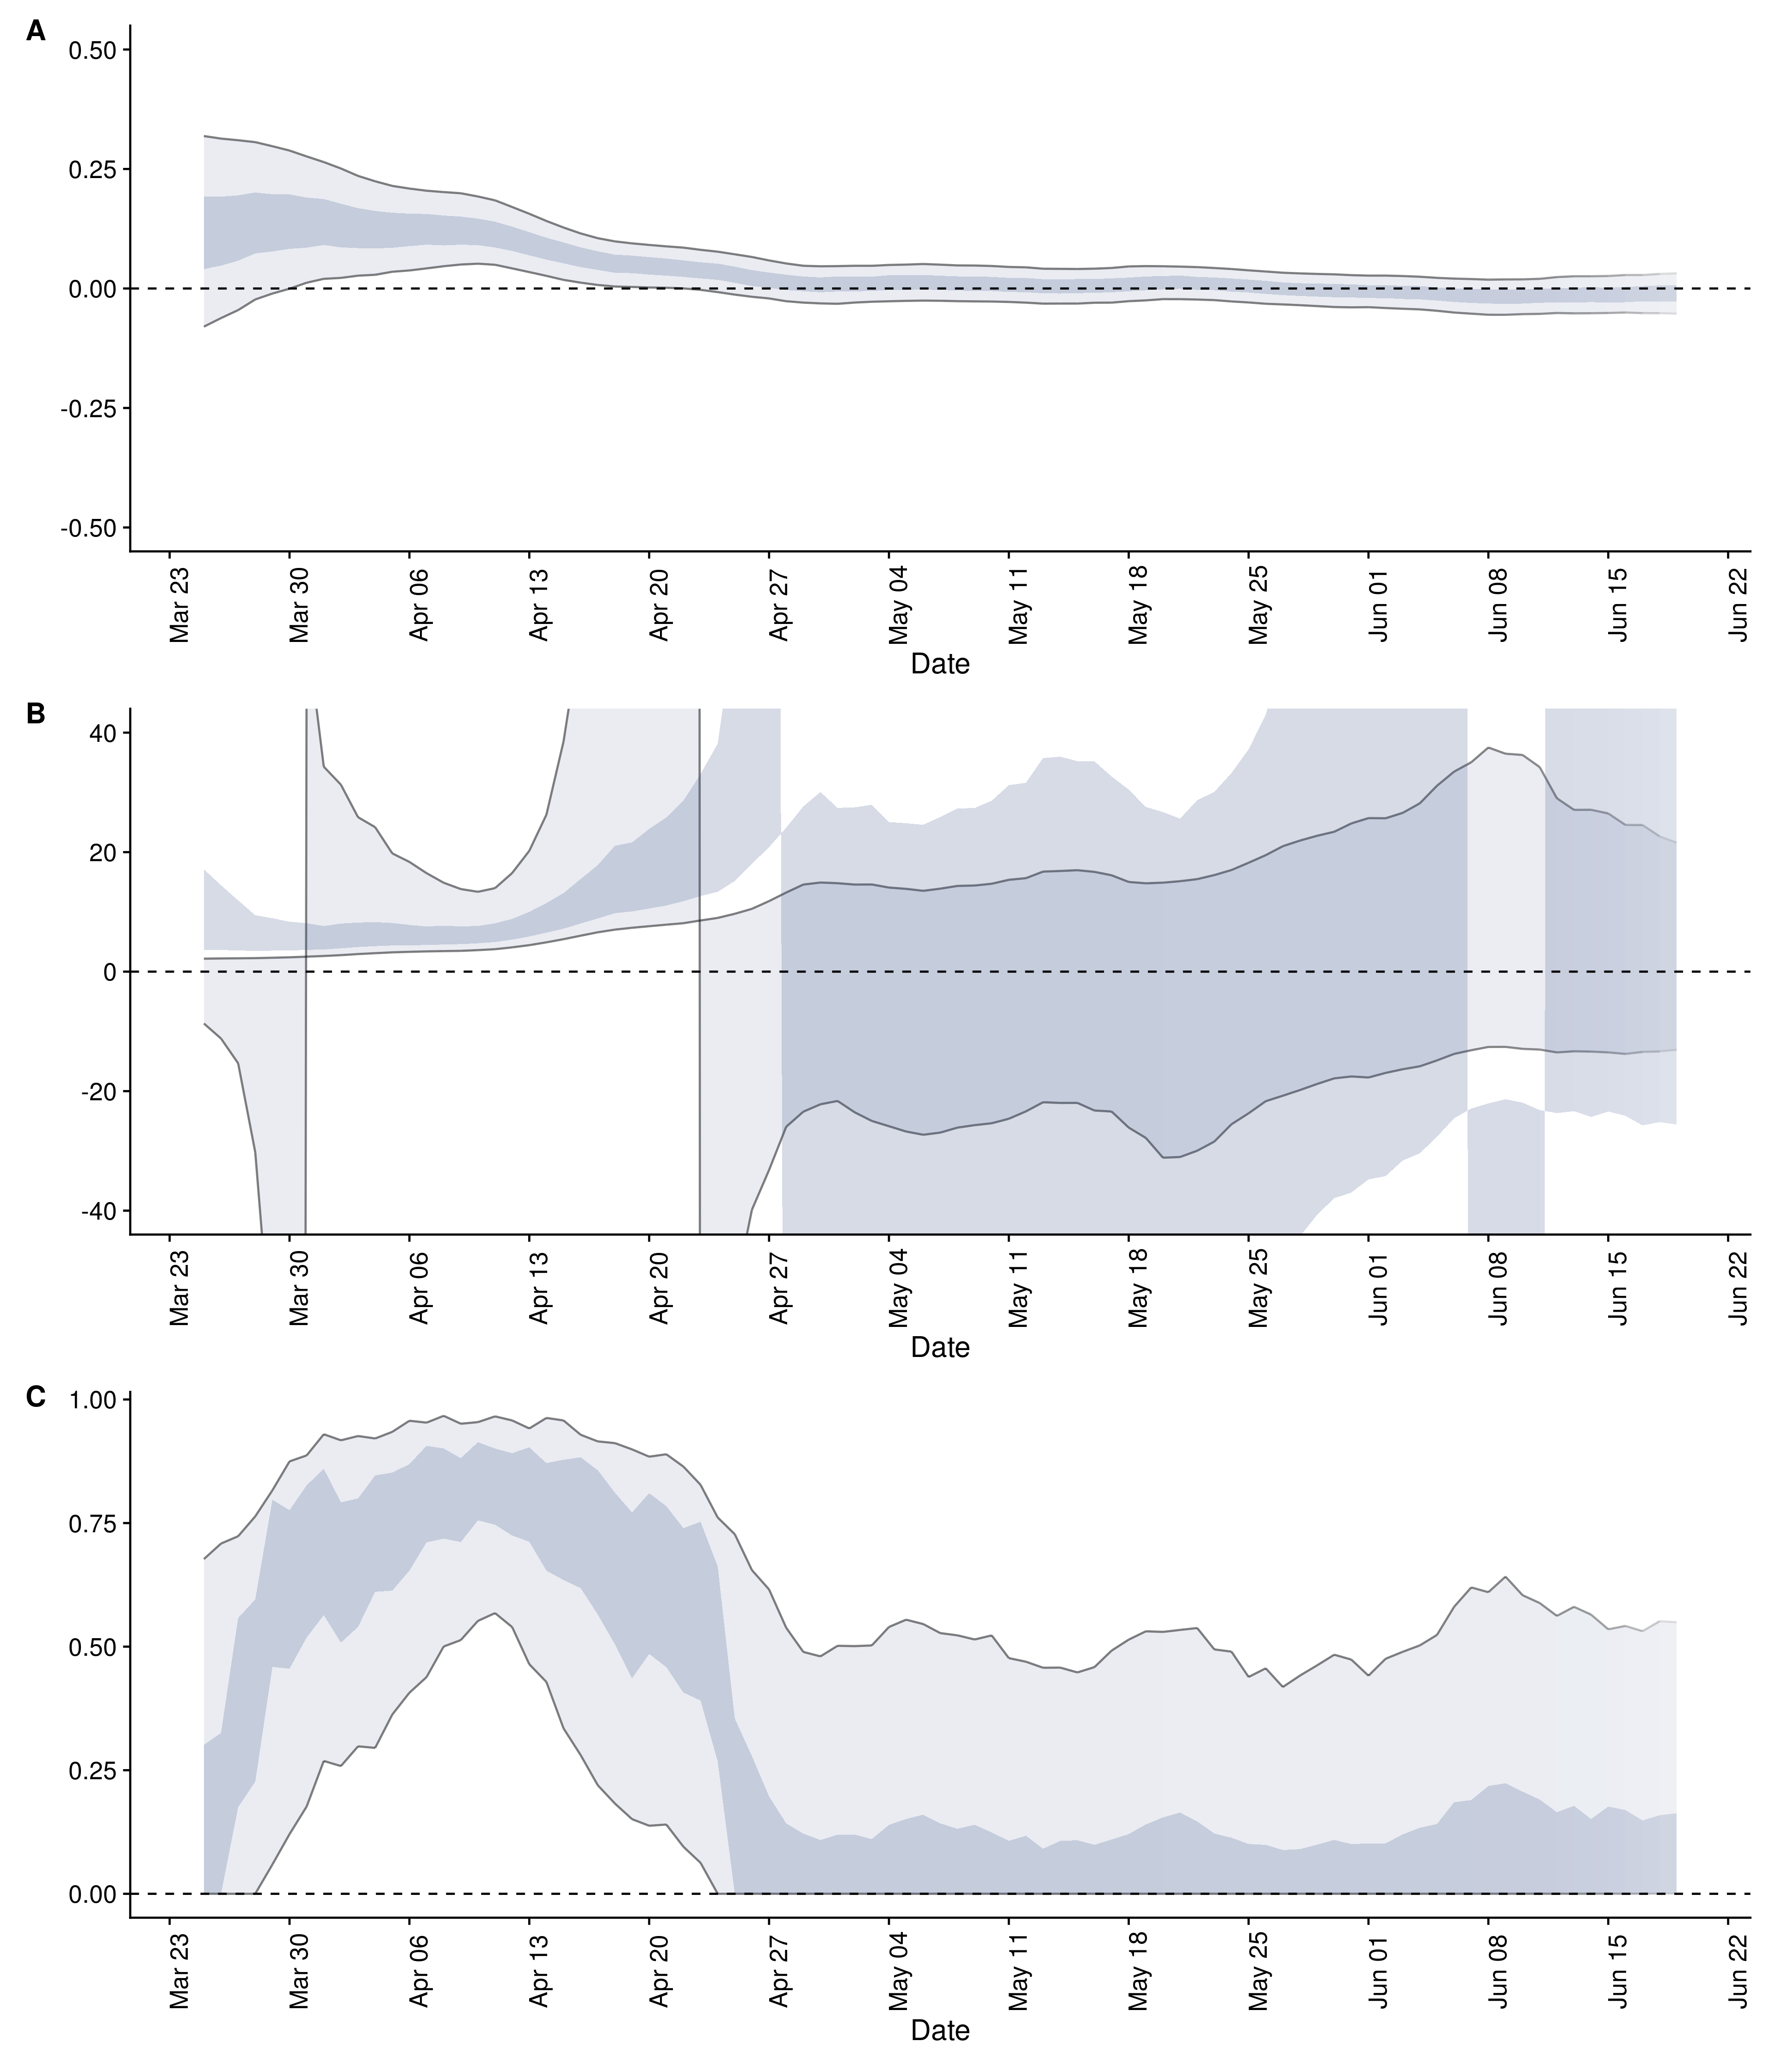 A
0.50
0.25
0.00
-0.25
-0.50
Mar 23
Mar 30
Apr 06
Apr 13
Apr 20
Apr 27
May 04
May 11
May 18
May 25
Jun 01
Jun 08
Jun 15
Jun 22
Date
B
40
20
0
-20
-40
Mar 23
Mar 30
Apr 06
Apr 13
Apr 20
Apr 27
May 04
May 11
May 18
May 25
Jun 01
Jun 08
Jun 15
Jun 22
Date
C
1.00
0.75
0.50
0.25
0.00
Mar 23
Mar 30
Apr 06
Apr 13
Apr 20
Apr 27
May 04
May 11
May 18
May 25
Jun 01
Jun 08
Jun 15
Jun 22
Date